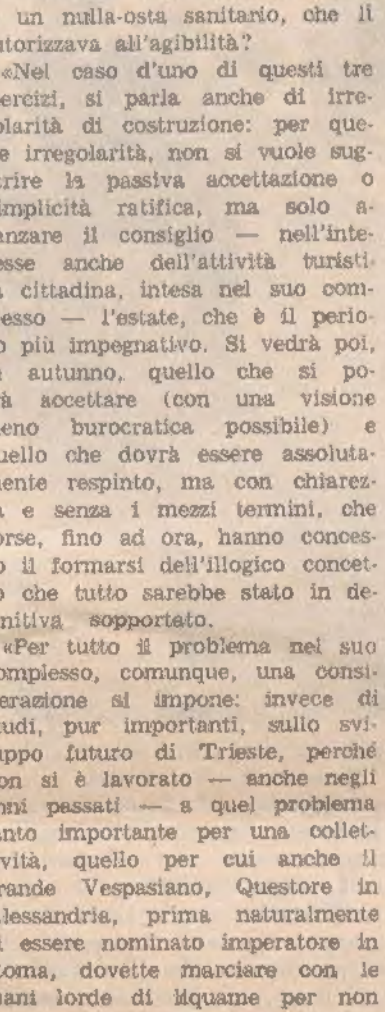 un nulla-osta sanitario, che li
utorizzava all'agibilità?
«Nel caso d'uno di questi tre
ercizi, si parla anche di irre-
olarità di costruzione: per que-
e irregolarità, non si vuole sug-
rire la passiva accettazione o
implicità ratifica, ma solo a-
anzare il consiglio — nell'inte-
esse anche dell'attività turisti-
a cittadina, intesa nel suo com-
esso — l'estate, che è il perio-
o più impegnativo. Si vedrà poi,
autunno, quello che si po-
rà accettare (con una visione
eno burocratica possibile) e
uello che dovrà essere assoluta-
ente respinto, ma con chiarez-
a e senza i mezzi termini, che
orse, fino ad ora, hanno conces-
o il formarsi dell'illogico concet-
o che tutto sarebbe stato in de-
nitiva sopportato.
«Per tutto il problema nel suo
omplesso, comunque, una consi-
erazione si impone: invece di
udi, pur importanti, sullo svi-
uppo futuro di Trieste, perché
on si è lavorato — anche negli
nni passati — a quel problema
anto importante per una collet-
vità, quello per cui anche il
rande Vespasiano, Questore in
lessandria, prima naturalmente
i essere nominato imperatore in
oma, dovette marciare con le
ani lorde di liquame per non